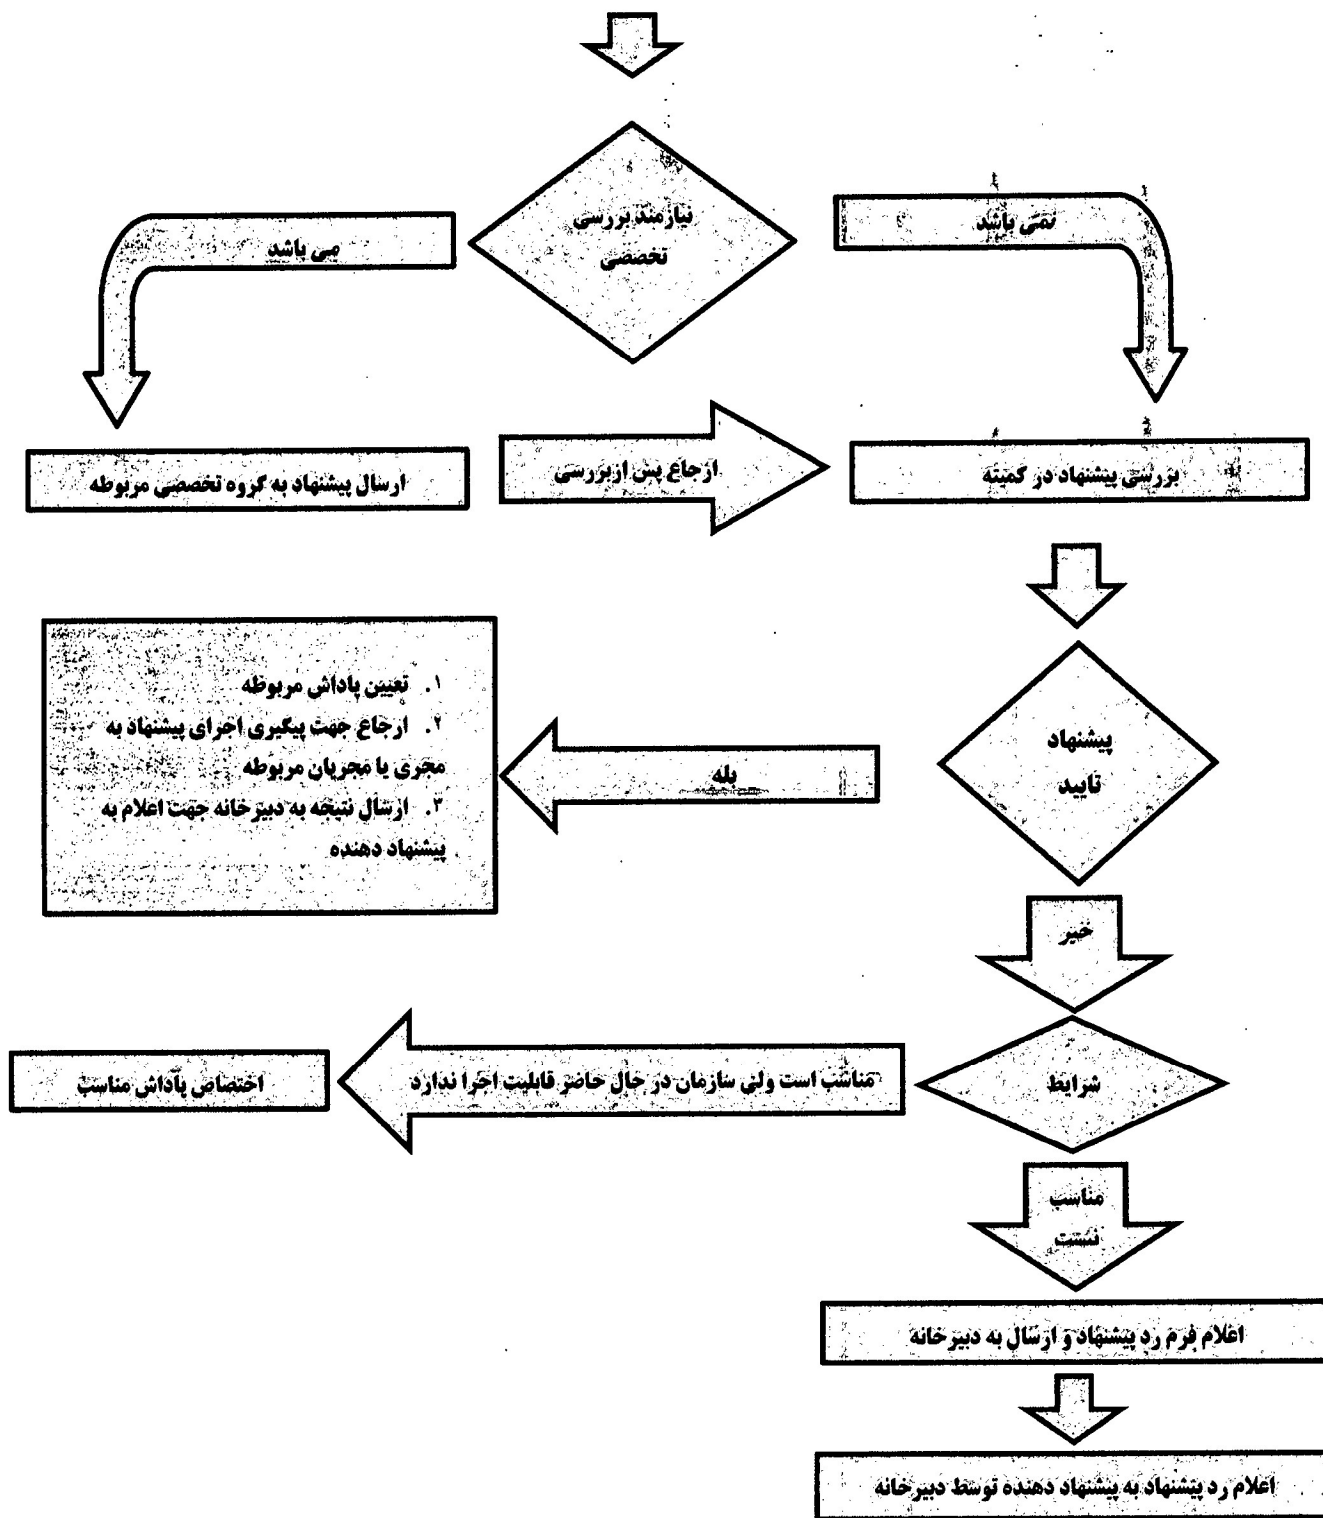 نیازمند بررسی
تخصصی
نمی باشد
می باشد
ارسال پیشنهاد به گروه تخصصی مربوطه
ارجاع پس از بررسی
بررسی پیشنهاد در کمیته
پیشنهاد
تایید
بله
۱. تعیین پاداش مربوطه
۲. ارجاع جهت پیگیری اجرای پیشنهاد به
مجری یا مجریان مربوطه
۳. ارسال نتیجه به دبیرخانه جهت اعلام به
پیشنهاد دهنده
خیر
شرایط
مناسب است ولی سازمان در حال حاضر قابلیت اجرا ندارد
اختصاص پاداش مناسب
مناسب
نیست
اعلام فرم رد پیشنهاد و ارسال به دبیرخانه
اعلام رد پیشنهاد به پیشنهاد دهنده توسط دبیرخانه